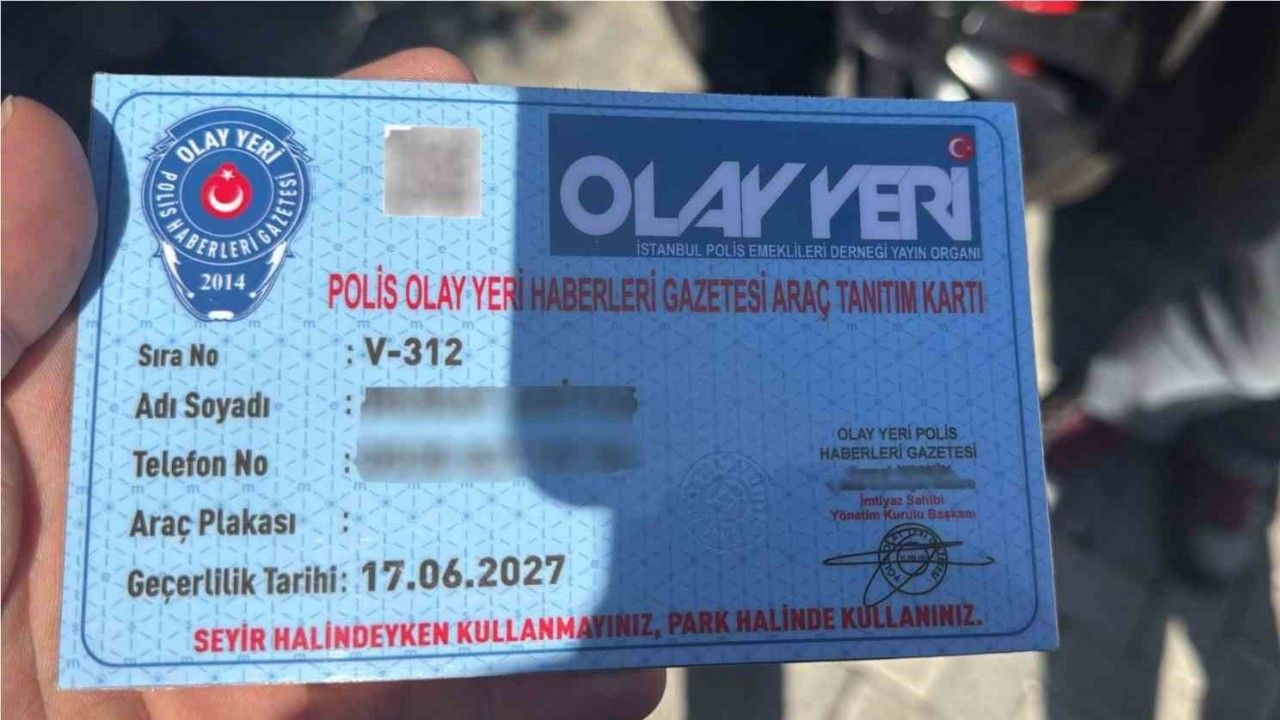 OLAY YERİ
POLİS HABERLERİ GAZETESİ
2014
OLAY YERİ
İSTANBUL POLİS EMEKLİLERİ DERNEĞİ YAYIN ORGANI
POLİS OLAY YERİ HABERLERİ GAZETESİ ARAÇ TANITIM KARTI
Sıra No : V-312
Adı Soyadı :
Telefon No :
Araç Plakası :
Geçerlilik Tarihi: 17.06.2027
OLAY YERİ POLİS
HABERLERİ GAZETESİ
İmtiyaz Sahibi
Yönetim Kurulu Başkanı
SEYİR HALİNDEYKEN KULLANMAYINIZ, PARK HALİNDE KULLANINIZ.